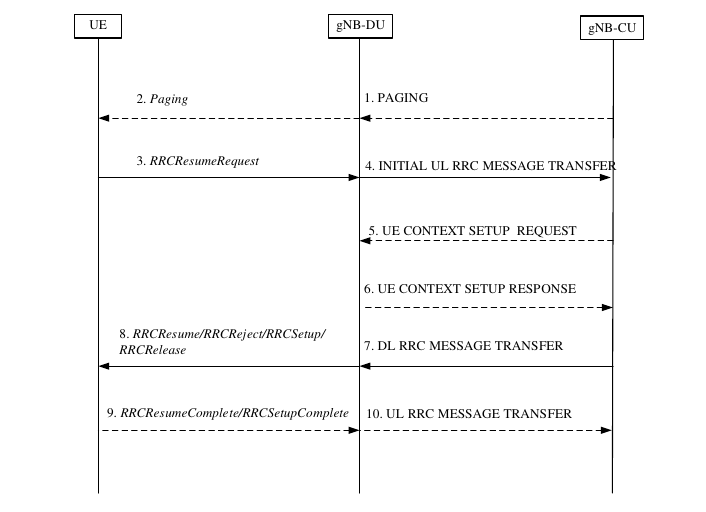 UE
gNB-DU
gNB-CU
2. Paging
1. PAGING
3. RRCResumeRequest
4. INITIAL UL RRC MESSAGE TRANSFER
5. UE CONTEXT SETUP REQUEST
6. UE CONTEXT SETUP RESPONSE
8. RRCResume/RRCReject/RRCSetup/
RRCRelease
7. DL RRC MESSAGE TRANSFER
9. RRCResumeComplete/RRCSetupComplete
10. UL RRC MESSAGE TRANSFER